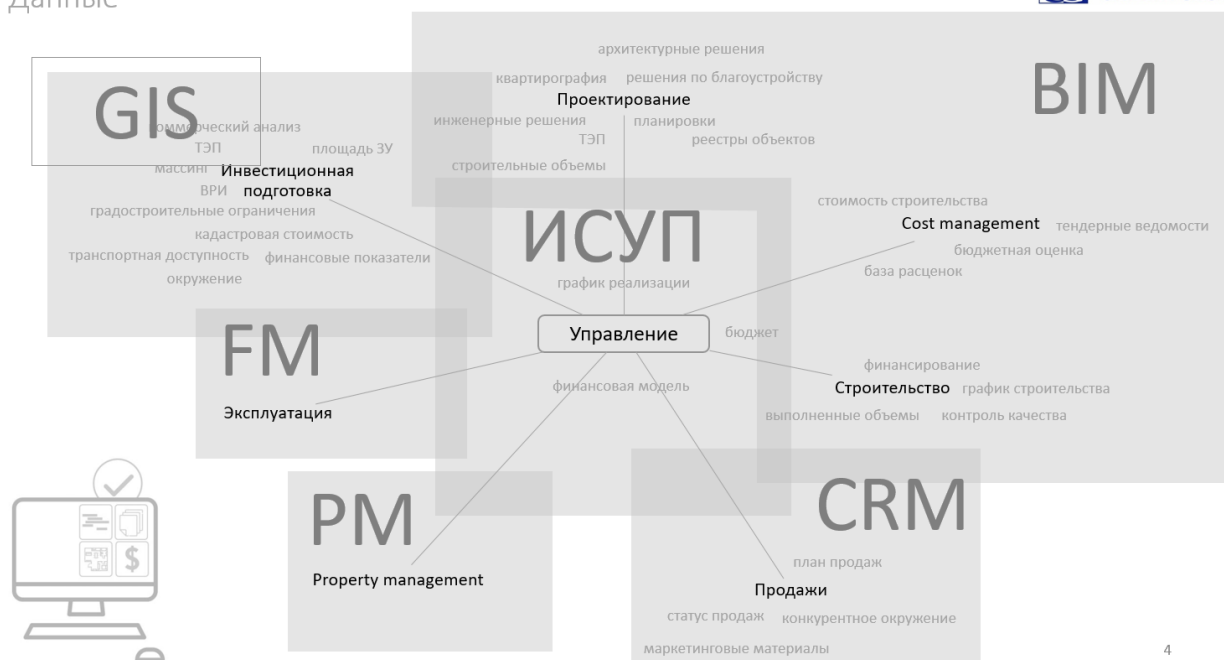 Данные
GIS
коммерческий анализ
ТЭП
площадь ЗУ
массинг
Инвестиционная
подготовка
ВРИ
градостроительные ограничения
кадастровая стоимость
транспортная доступность
финансовые показатели
окружение
архитектурные решения
квартирография
решения по благоустройству
Проектирование
инженерные решения
планировки
ТЭП
реестры объектов
строительные объемы
BIM
ИСУП
график реализации
стоимость строительства
Cost management
тендерные ведомости
бюджетная оценка
база расценок
Управление
бюджет
финансовая модель
FM
Эксплуатация
финансирование
Строительство
график строительства
выполненные объемы
контроль качества
PM
Property management
CRM
план продаж
Продажи
статус продаж
конкурентное окружение
маркетинговые материалы
$
4